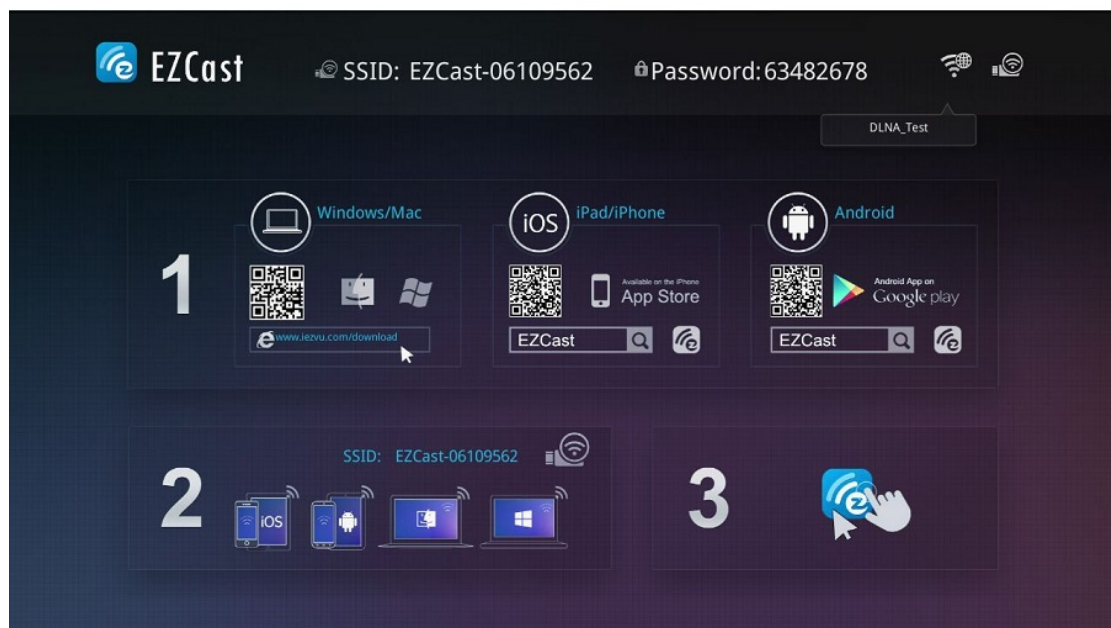 EZCast
SSID: EZCast-06109562
Password: 63482678
DLNA_Test
1
Windows/Mac
www.iezvu.com/download
iOS
iPad/iPhone
Available on the iPhone
App Store
EZCast
Android
Android App on
Google play
EZCast
2
SSID: EZCast-06109562
iOS
3